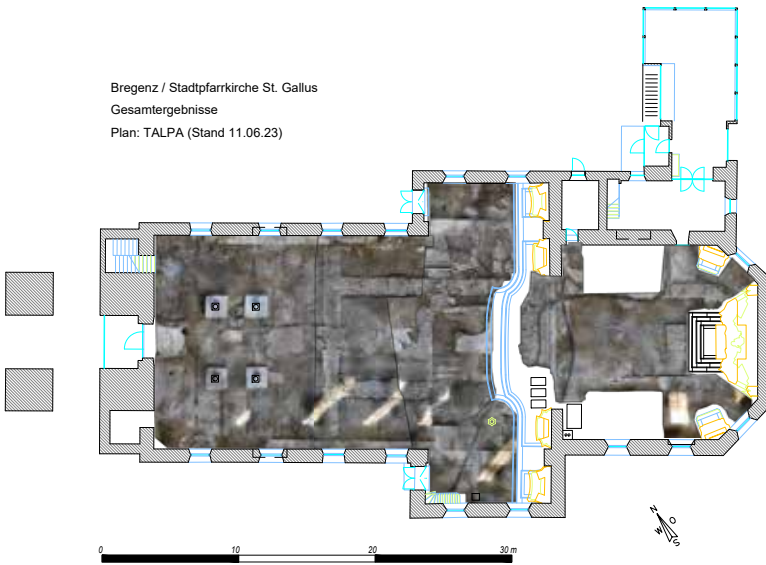 Bregenz / Stadtpfarrkirche St. Gallus
Gesamtergebnisse
Plan: TALPA (Stand 11.06.23)
N
O
W
S
0 10 20 30 m